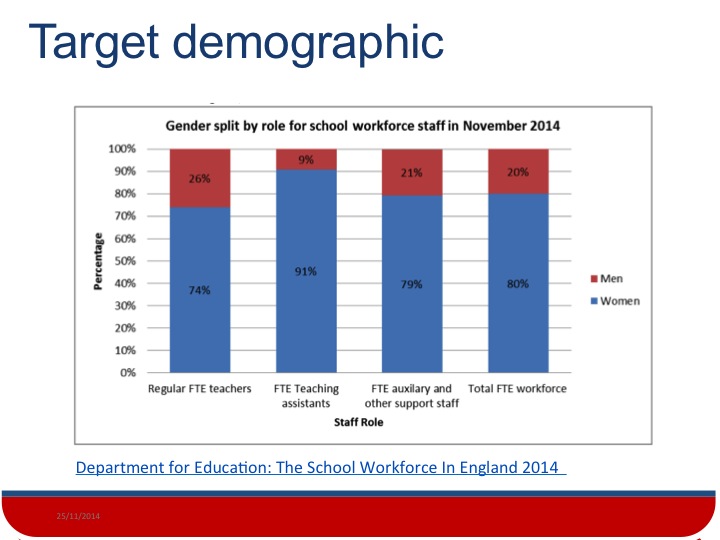 Target demographic
Gender split by role for school workforce staff in November 2014
100%
90%
80%
70%
60%
50%
40%
30%
20%
10%
0%
Percentage
26%
9%
21%
20%
74%
91%
79%
80%
Men
Women
Regular FTE teachers
FTE Teaching
assistants
FTE auxilary and
other support staff
Total FTE workforce
Staff Role
Department for Education: The School Workforce In England 2014
25/11/2014